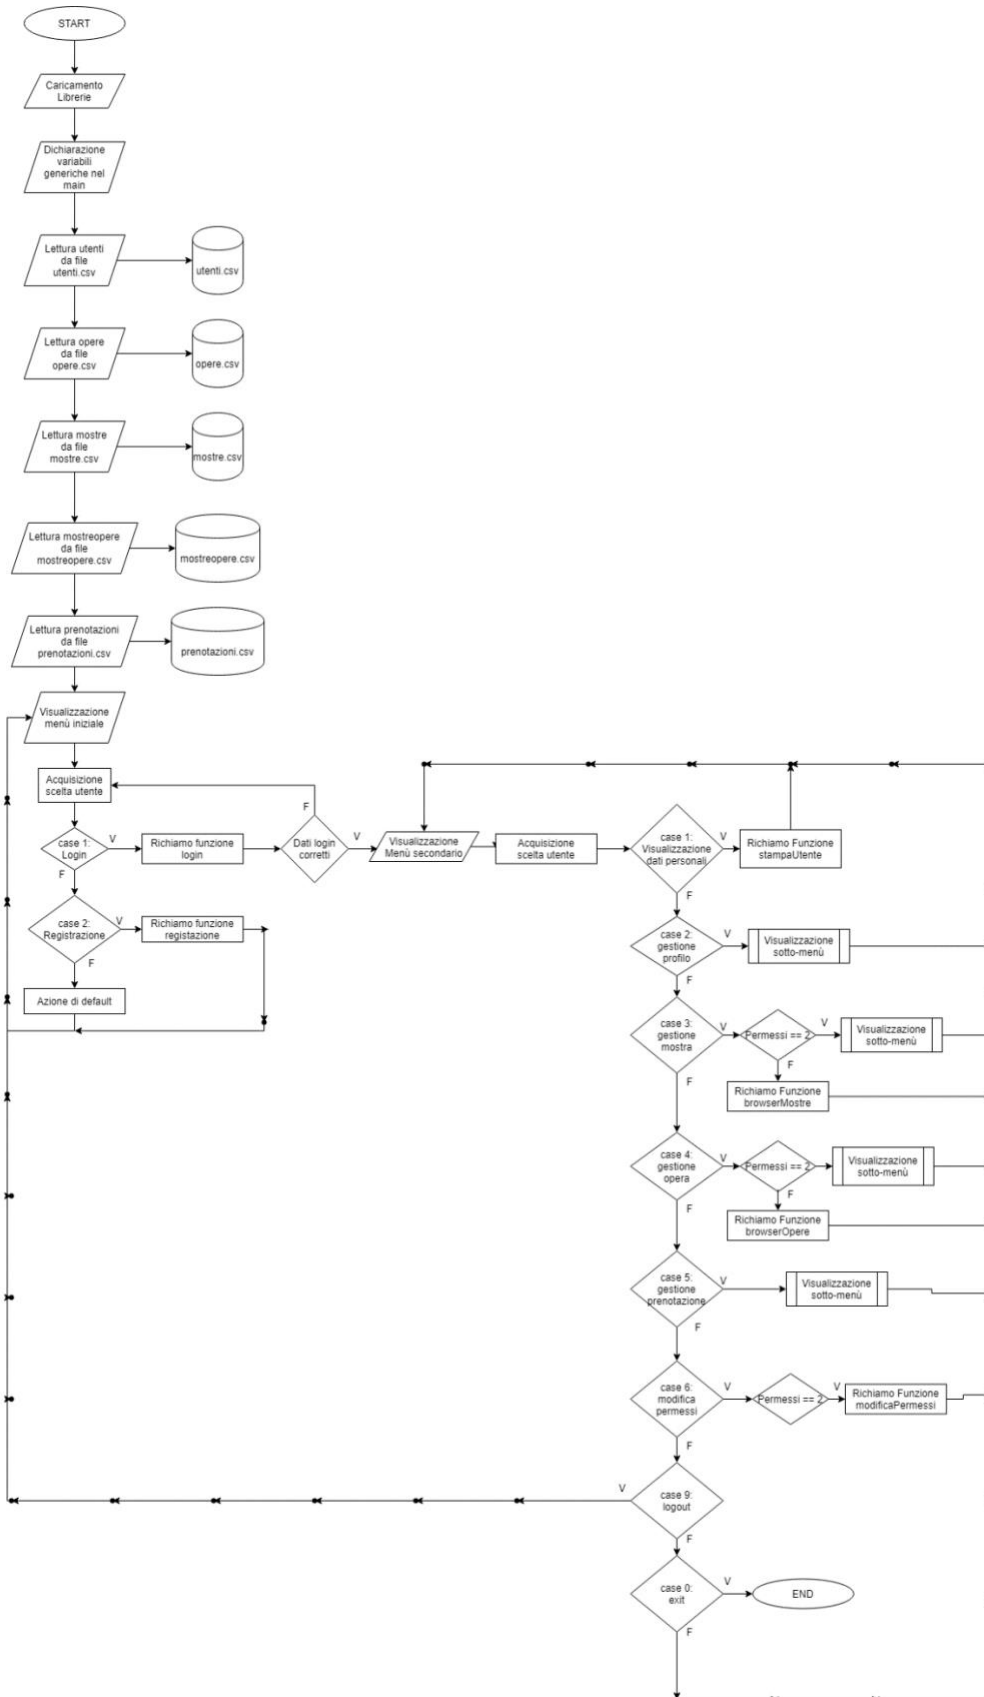 START
Caricamento
Librerie
Dichiarazione
variabili
generiche nel
main
Lettura utenti
da file
utenti.csv
utenti.csv
Lettura opere
da file
opere.csv
opere.csv
Lettura mostre
da file
mostre.csv
mostre.csv
Lettura mostreopere
da file
mostreopere.csv
mostreopere.csv
Lettura prenotazioni
da file
prenotazioni.csv
prenotazioni.csv
Visualizzazione
menù iniziale
Acquisizione
scelta utente
case 1:
Login
V
F
Richiamo funzione
login
Dati login
corretti
F
V
case 2:
Registrazione
V
F
Richiamo funzione
registazione
Azione di default
Visualizzazione
Menù secondario
Acquisizione
scelta utente
case 1:
Visualizzazione
dati personali
V
F
Richiamo Funzione
stampaUtente
case 2:
gestione
profilo
V
F
Visualizzazione
sotto-menù
case 3:
gestione
mostra
V
F
Permessi == 2
V
F
Visualizzazione
sotto-menù
Richiamo Funzione
browserMostre
case 4:
gestione
opera
V
F
Permessi == 2
V
F
Visualizzazione
sotto-menù
Richiamo Funzione
browserOpere
case 5:
gestione
prenotazione
V
F
Visualizzazione
sotto-menù
case 6:
modifica
permessi
V
F
Permessi == 2
V
Richiamo Funzione
modificaPermessi
case 9:
logout
V
F
case 0:
exit
V
F
END